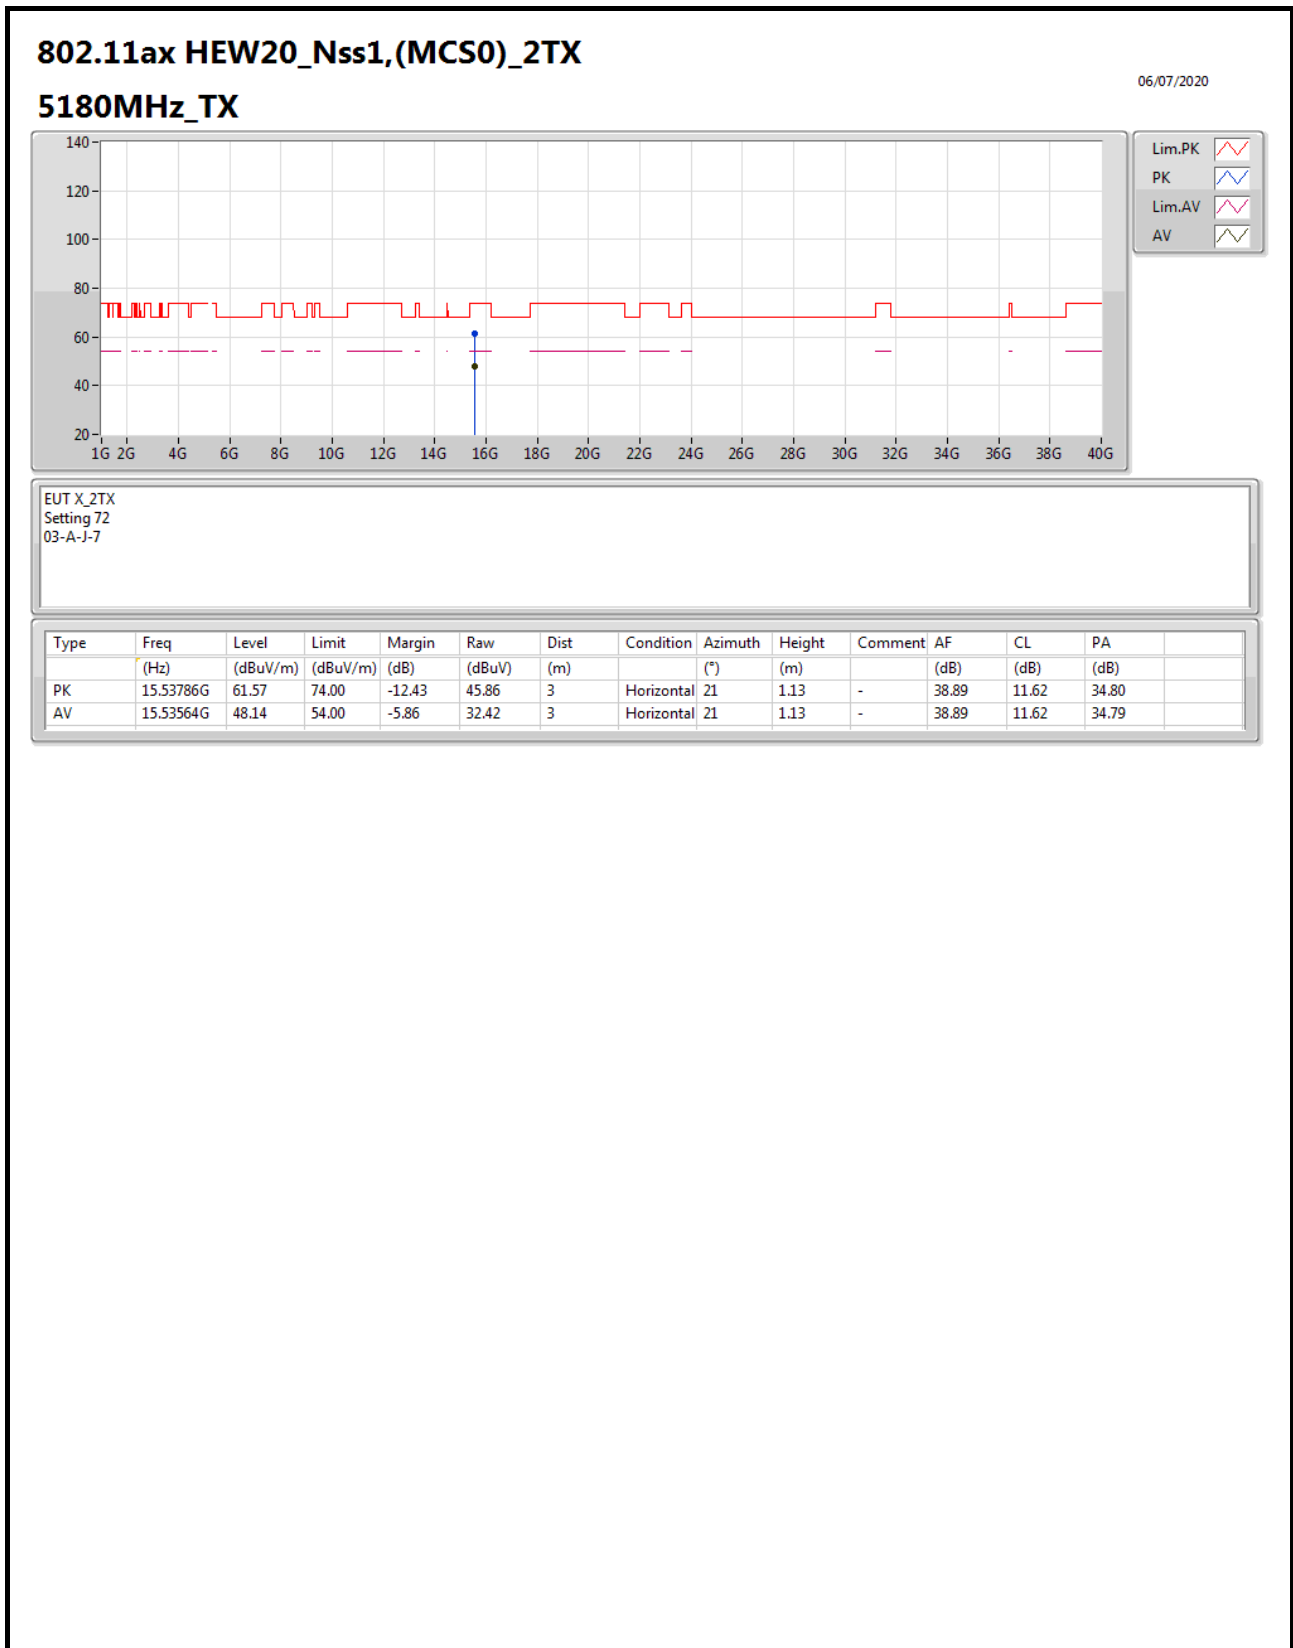 802.11ax HEW20_Nss1,(MCS0)_2TX
06/07/2020
5180MHz_TX
140
120
100
80
60
40
20
1G 2G 4G 6G 8G 10G 12G 14G 16G 18G 20G 22G 24G 26G 28G 30G 32G 34G 36G 38G 40G
Lim.PK
PK
Lim.AV
AV
EUT X_2TX
Setting 72
03-A-J-7
Type Freq Level Limit Margin Raw Dist Condition Azimuth Height Comment AF CL PA
(Hz) (dBuV/m) (dBuV/m) (dB) (dBuV) (m) (°) (m) (dB) (dB) (dB)
PK 15.53786G 61.57 74.00 -12.43 45.86 3 Horizontal 21 1.13 - 38.89 11.62 34.80
AV 15.53564G 48.14 54.00 -5.86 32.42 3 Horizontal 21 1.13 - 38.89 11.62 34.79